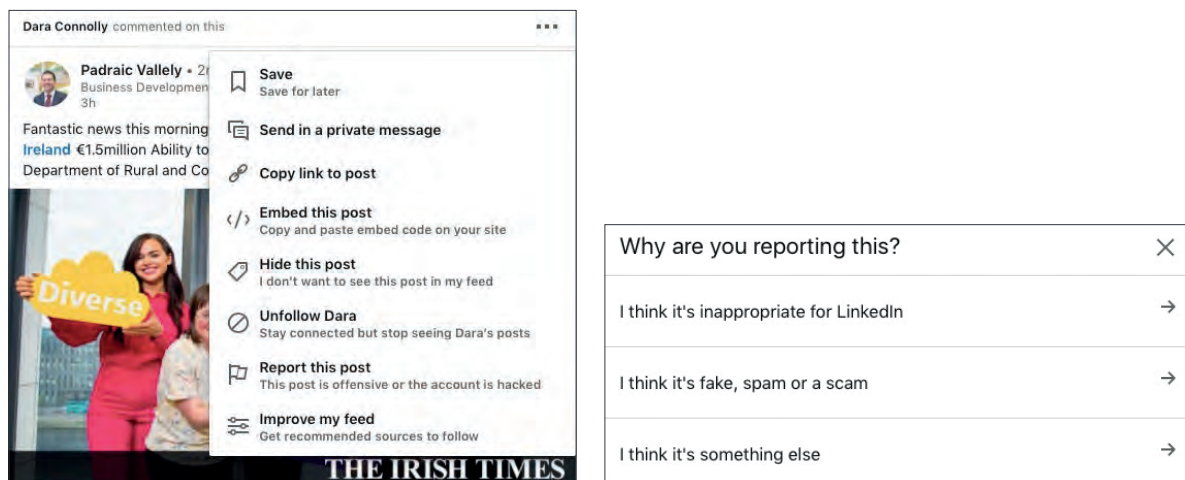 Dara Connolly commented on this
Padraic Vallely • 2
Business Developmen
3h
Fantastic news this morning
Ireland €1.5million Ability to
Department of Rural and Co
Diverse
THE IRISH TIMES
Save
Save for later
Send in a private message
Copy link to post
</> Embed this post
Copy and paste embed code on your site
Hide this post
I don't want to see this post in my feed
Unfollow Dara
Stay connected but stop seeing Dara's posts
Report this post
This post is offensive or the account is hacked
Improve my feed
Get recommended sources to follow
Why are you reporting this?
I think it's inappropriate for LinkedIn
I think it's fake, spam or a scam
I think it's something else